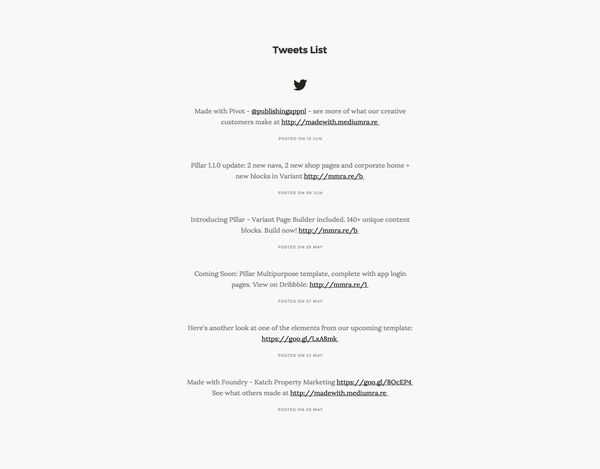 Tweets List
Made with Pivot - @publishingappnl - see more of what our creative
customers make at http://madewith.mediumra.re
POSTED ON 10 JUN
Pillar 1.1.0 update: 2 new navs, 2 new shop pages and corporate home +
new blocks in Variant http://mmra.re/b
POSTED ON 09 JUN
Introducing Pillar - Variant Page Builder included. 140+ unique content
blocks. Build now! http://mmra.re/b
POSTED ON 28 MAY
Coming Soon: Pillar Multipurpose template, complete with app login
pages. View on Dribbble: http://mmra.re/1
POSTED ON 27 MAY
Here's another look at one of the elements from our upcoming template:
https://goo.gl/LxA8mk
POSTED ON 23 MAY
Made with Foundry - Katch Property Marketing https://goo.gl/8OcEP4
See what others made at http://madewith.mediumra.re
POSTED ON 20 MAY